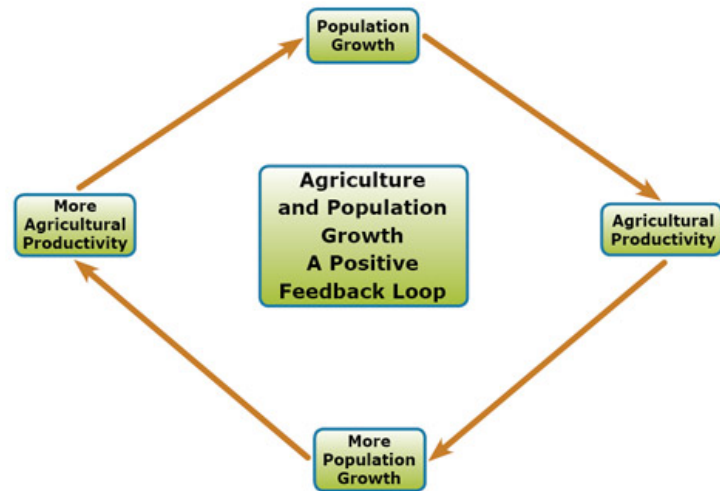 Population
Growth
Agriculture
and Population
Growth
A Positive
Feedback Loop
More
Agricultural
Productivity
Agricultural
Productivity
More
Population
Growth